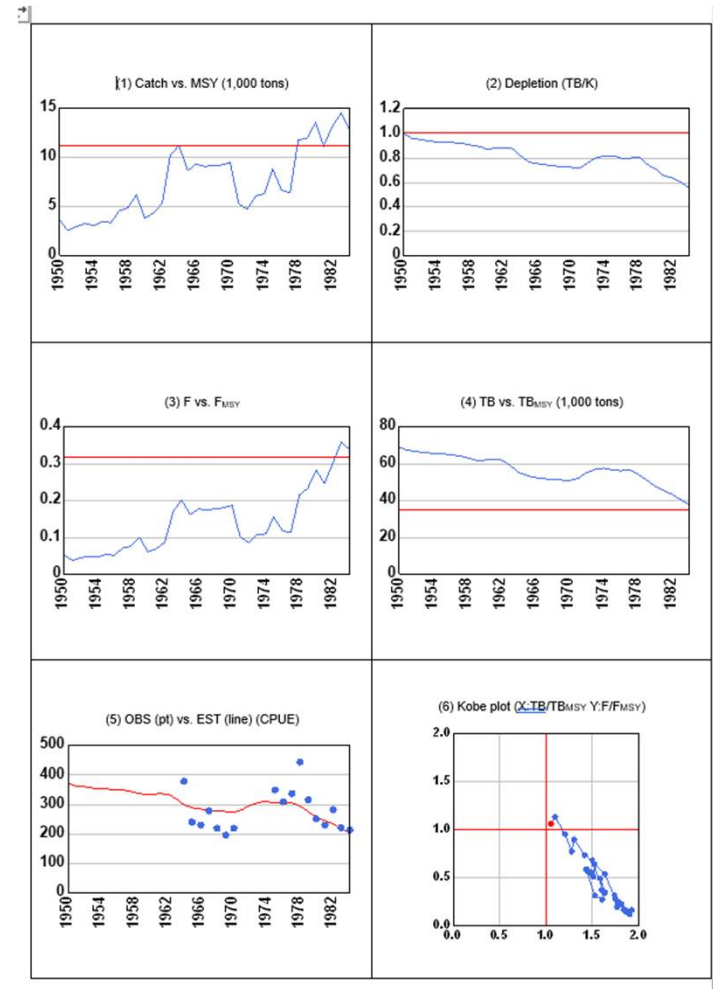 (1) Catch vs. MSY (1,000 tons)
15
10
5
0
1950 1954 1958 1962 1966 1970 1974 1978 1982
(2) Depletion (TB/K)
1.2
1.0
0.8
0.6
0.4
0.2
0
1950 1954 1958 1962 1966 1970 1974 1978 1982
(3) F vs. FMSY
0.4
0.3
0.2
0.1
0
1950 1954 1958 1962 1966 1970 1974 1978 1982
(4) TB vs. TBMSY (1,000 tons)
80
60
40
20
0
1950 1954 1958 1962 1966 1970 1974 1978 1982
(5) OBS (pt) vs. EST (line) (CPUE)
500
400
300
200
100
0
1950 1954 1958 1962 1966 1970 1974 1978 1982
(6) Kobe plot (X:TB/TBMSY Y:F/FMSY)
2.0
1.5
1.0
0.5
0.0
0.0 0.5 1.0 1.5 2.0